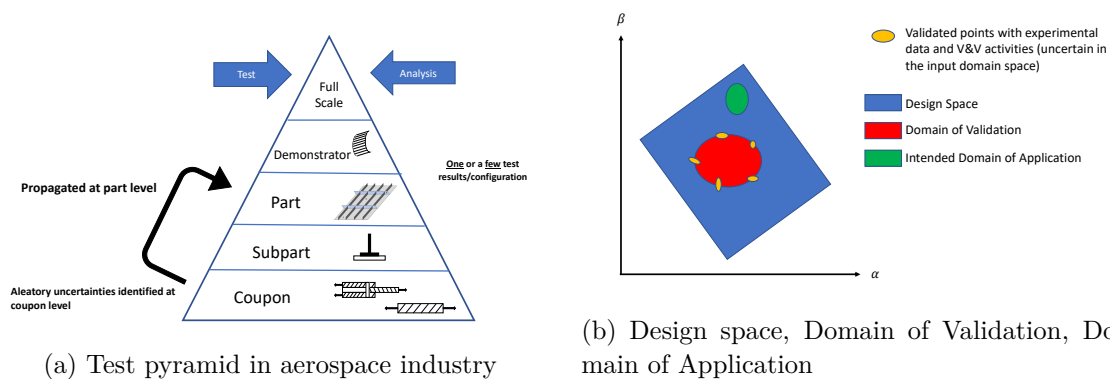 Test
Analysis
Full
Scale
Demonstrator
One or a few test
results/configuration
Propagated at part level
Part
Subpart
Aleatory uncertainties identified at
coupon level
Coupon
(a) Test pyramid in aerospace industry
β
Validated points with experimental
data and V&V activities (uncertain in
the input domain space)
Design Space
Domain of Validation
Intended Domain of Application
α
(b) Design space, Domain of Validation, Do
main of Application